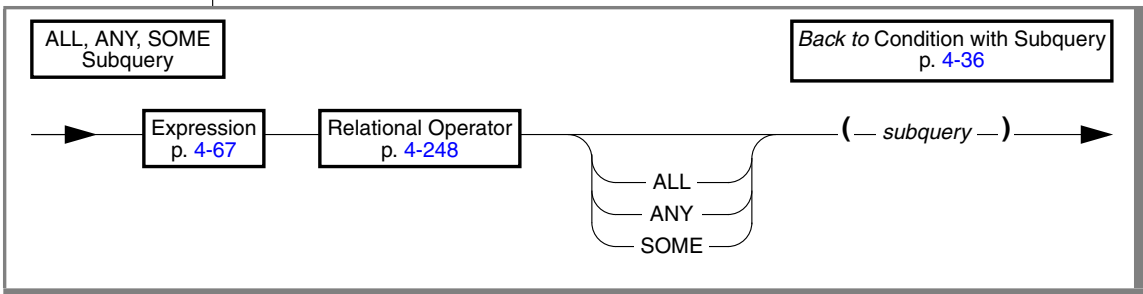 ALL, ANY, SOME
Subquery
Back to Condition with Subquery
p. 4-36
Expression
p. 4-67
Relational Operator
p. 4-248
( subquery )
ALL
ANY
SOME